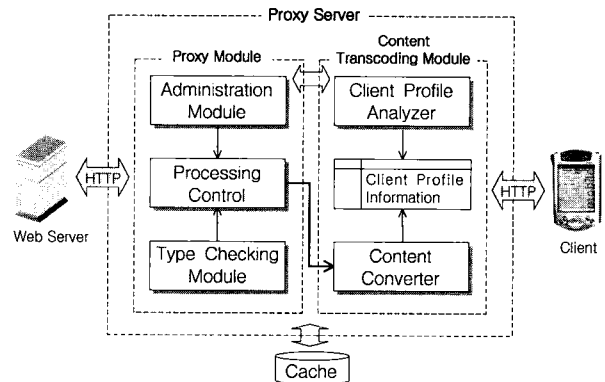 Proxy Server
Proxy Module
Content
Transcoding Module
Administration
Module
Client Profile
Analyzer
HTTP
Processing
Control
Client Profile
Information
HTTP
Web Server
Client
Type Checking
Module
Content
Converter
Cache